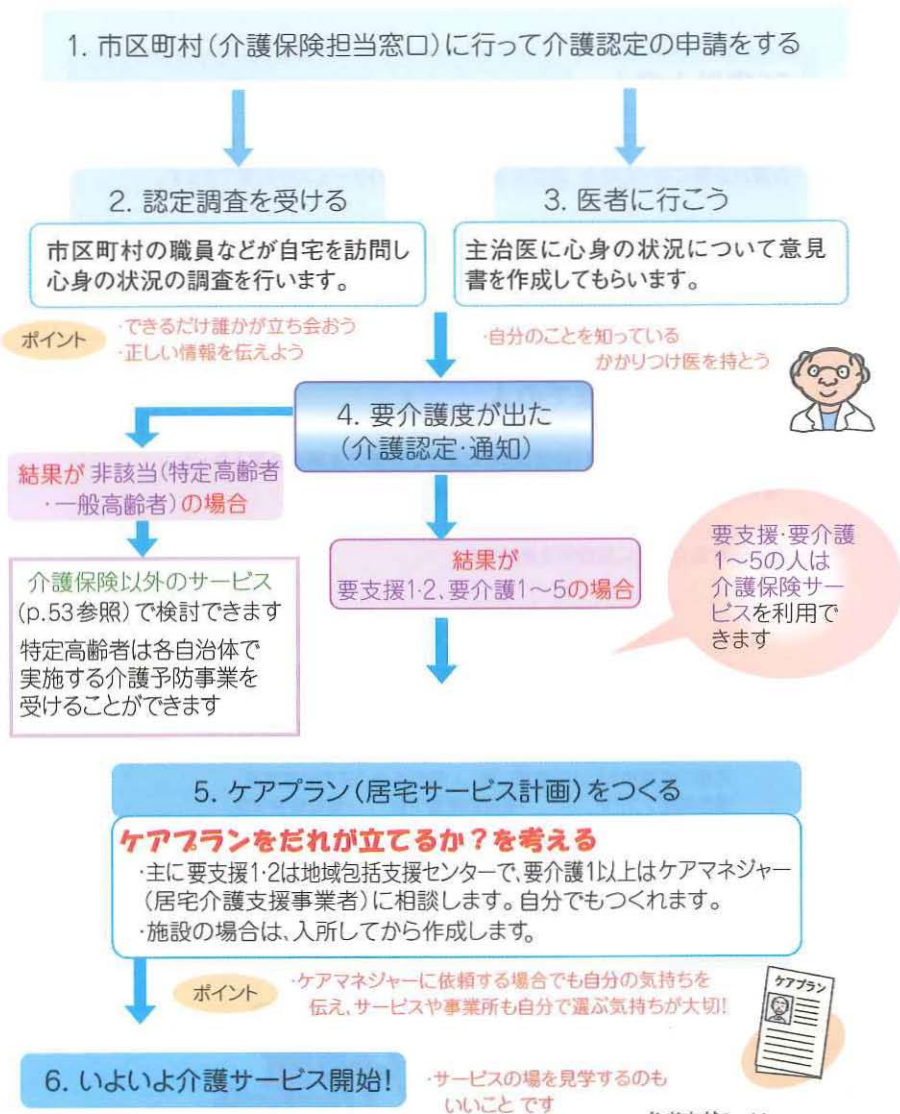 1. 市区町村(介護保険担当窓口)に行って介護認定の申請をする
2. 認定調査を受ける
市区町村の職員などが自宅を訪問し
心身の状況の調査を行います。
3. 医者に行こう
主治医に心身の状況について意見
書を作成してもらいます。
ポイント
・できるだけ誰かが立ち会おう
・正しい情報を伝えよう
・自分のことを知っている
かかりつけ医を持とう
4. 要介護度が出た
(介護認定・通知)
結果が 非該当(特定高齢者
・一般高齢者)の場合
介護保険以外のサービス
(p.53参照)で検討できます
特定高齢者は各自治体で
実施する介護予防事業を
受けることができます
結果が
要支援1・2、要介護1〜5の場合
要支援・要介護
1〜5の人は
介護保険サー
ビスを利用で
きます
5. ケアプラン(居宅サービス計画)をつくる
ケアプランをだれが立てるか?を考える
・主に要支援1・2は地域包括支援センターで、要介護1以上はケアマネジャー
(居宅介護支援事業者)に相談します。自分でもつくれます。
・施設の場合は、入所してから作成します。
ポイント
・ケアマネジャーに依頼する場合でも自分の気持ちを
伝え、サービスや事業所も自分で選ぶ気持ちが大切!
ケアプラン
6. いよいよ介護サービス開始!
・サービスの場を見学するのも
いいこと です